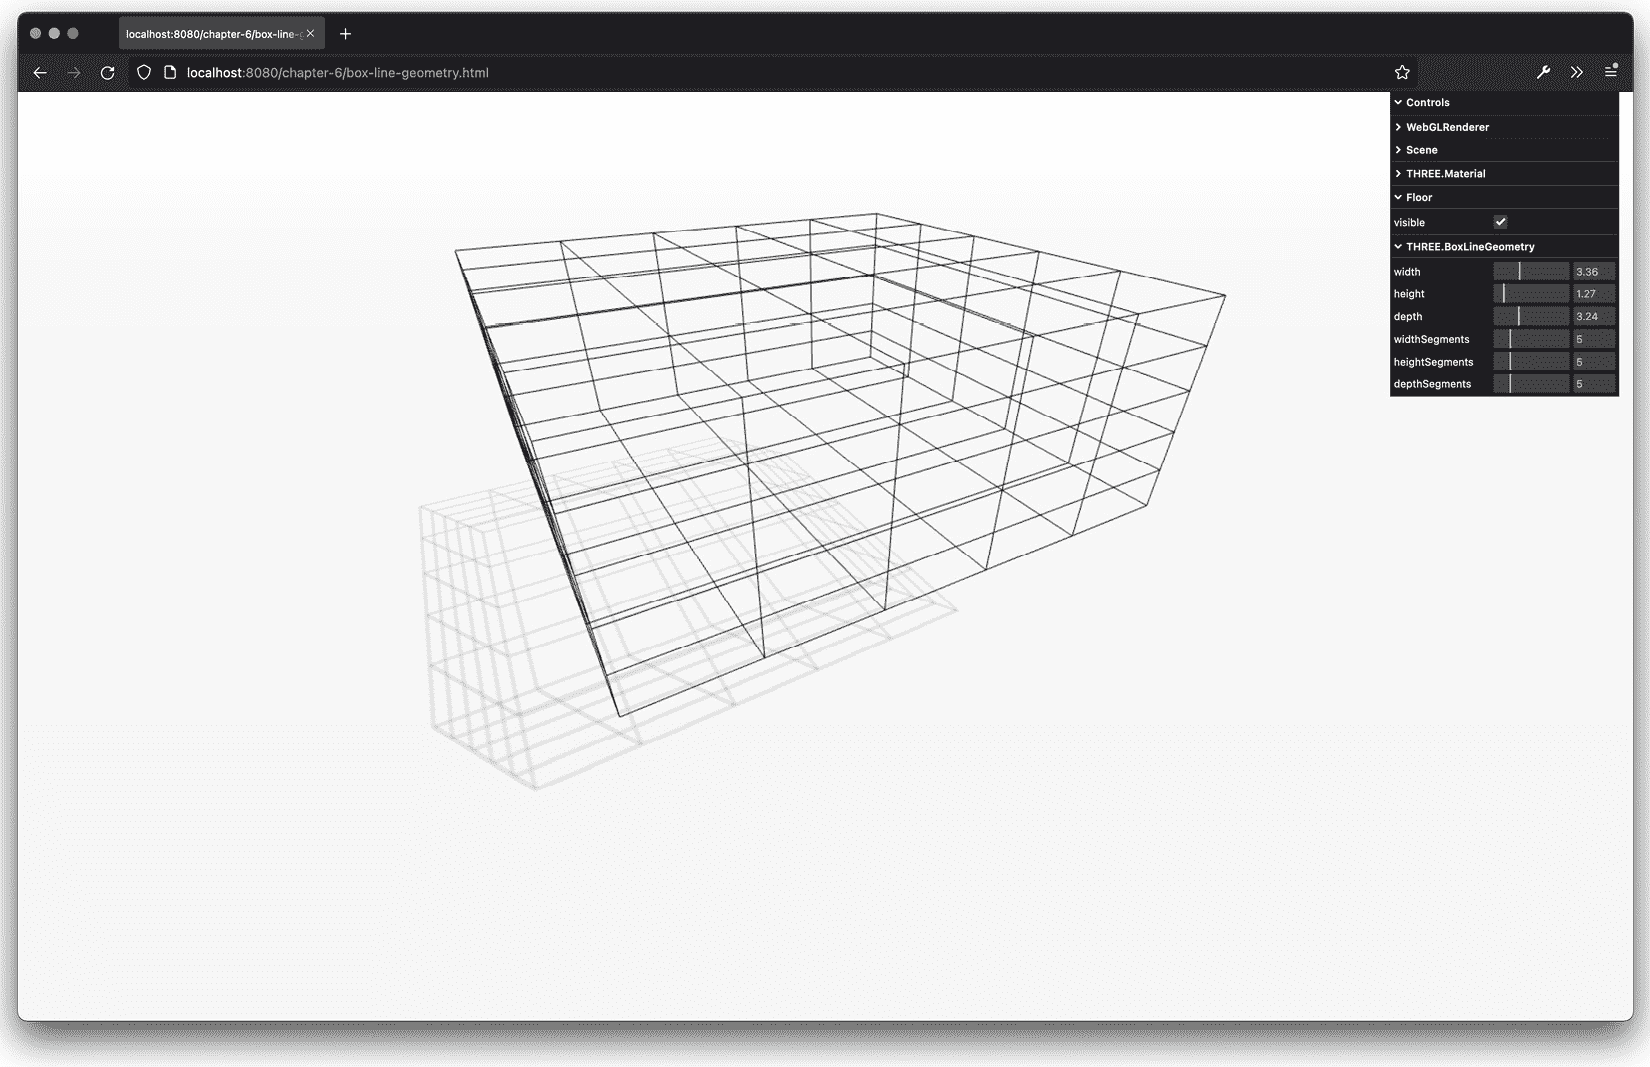 localhost:8080/chapter-6/box-line-g
localhost:8080/chapter-6/box-line-geometry.html
Controls
WebGLRenderer
Scene
THREE.Material
Floor
visible
THREE.BoxLineGeometry
width 3.36
height 1.27
depth 3.24
widthSegments 5
heightSegments 5
depthSegments 5